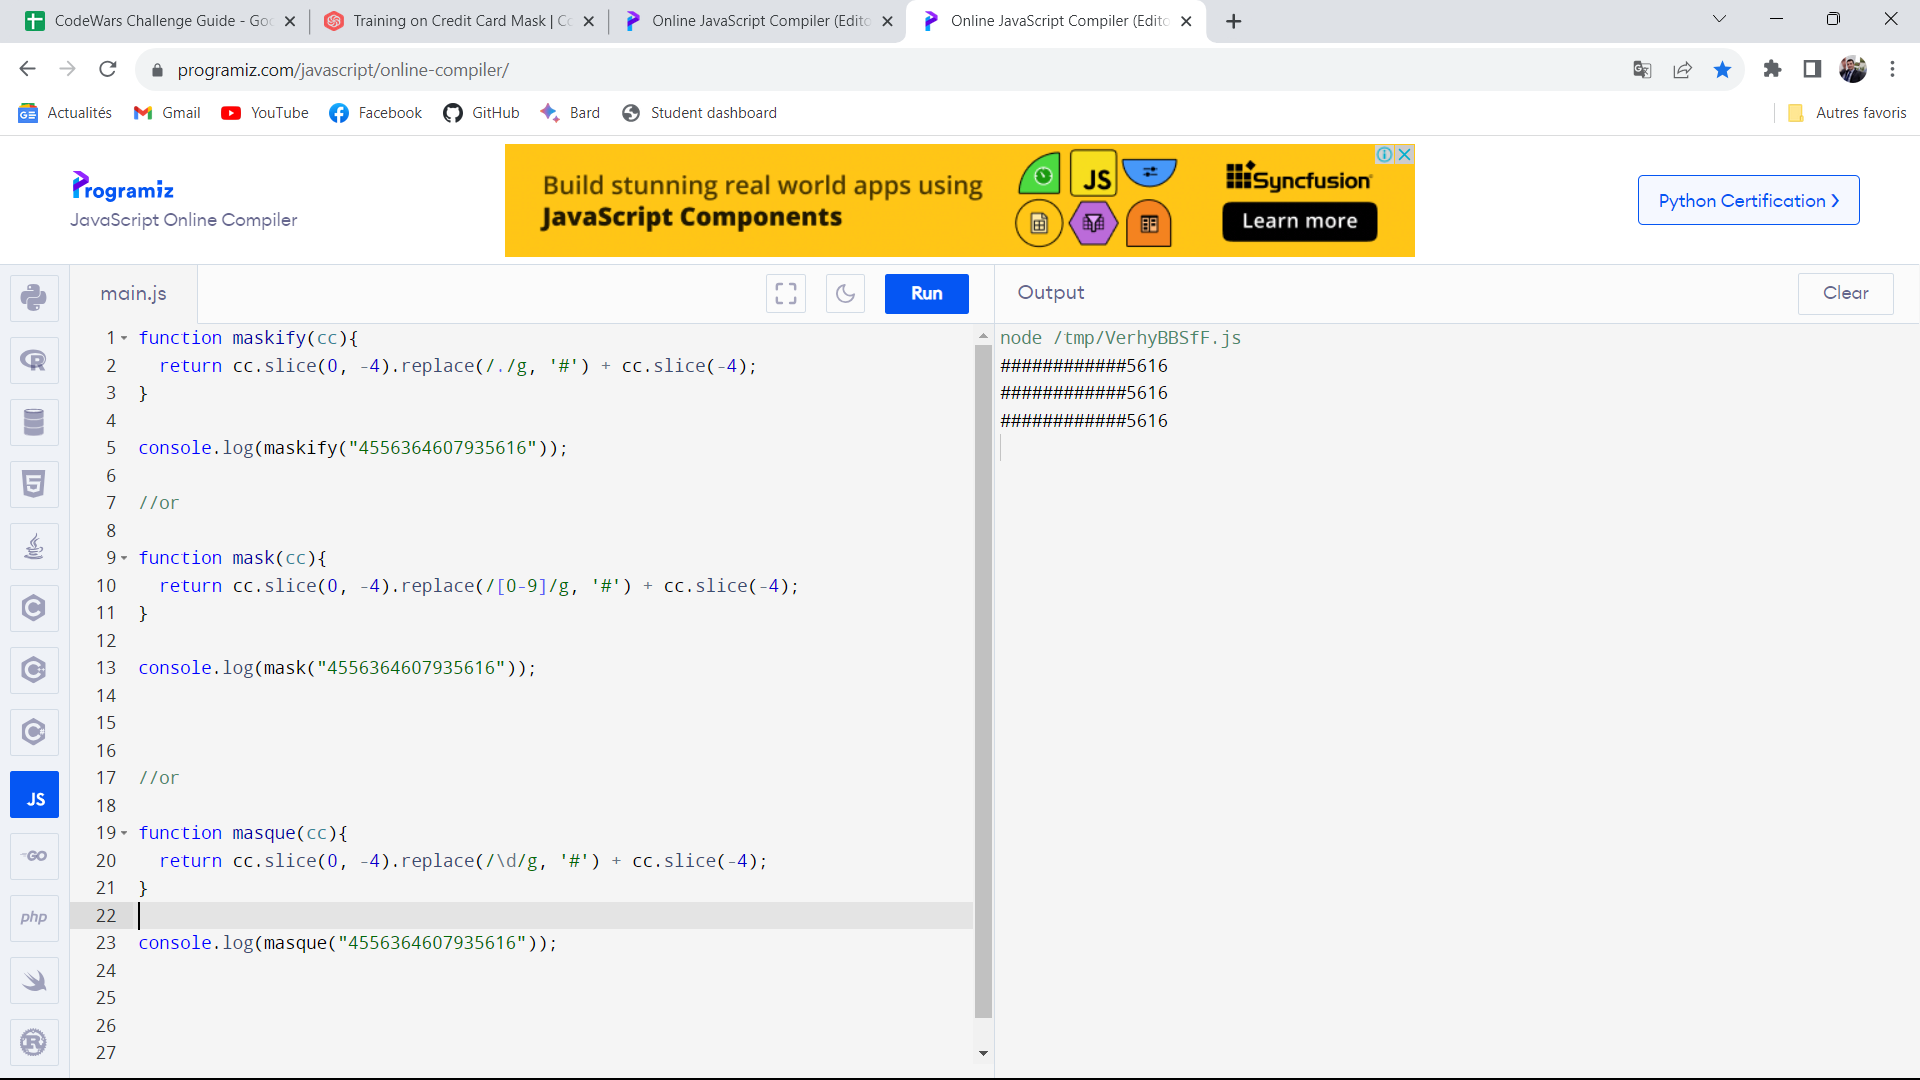 CodeWars Challenge Guide - Goo
Training on Credit Card Mask | Co
Online JavaScript Compiler (Edito
Online JavaScript Compiler (Edito
programiz.com/javascript/online-compiler/
Actualités
Gmail
YouTube
Facebook
GitHub
Bard
Student dashboard
Autres favoris
Programiz
JavaScript Online Compiler
Build stunning real world apps using
JavaScript Components
JS
Syncfusion
Learn more
Python Certification >
main.js
Run
Output
Clear
1 function maskify(cc){
2 return cc.slice(0, -4).replace(/./g, '#') + cc.slice(-4);
3 }
4
5 console.log(maskify("4556364607935616"));
6
7 //or
8
9 function mask(cc){
10 return cc.slice(0, -4).replace(/[0-9]/g, '#') + cc.slice(-4);
11 }
12
13 console.log(mask("4556364607935616"));
14
15
16
17 //or
18
19 function masque(cc){
20 return cc.slice(0, -4).replace(/\d/g, '#') + cc.slice(-4);
21 }
22
23 console.log(masque("4556364607935616"));
24
25
26
27
node /tmp/VerhyBBSfF.js
############5616
############5616
############5616
JS
GO
php